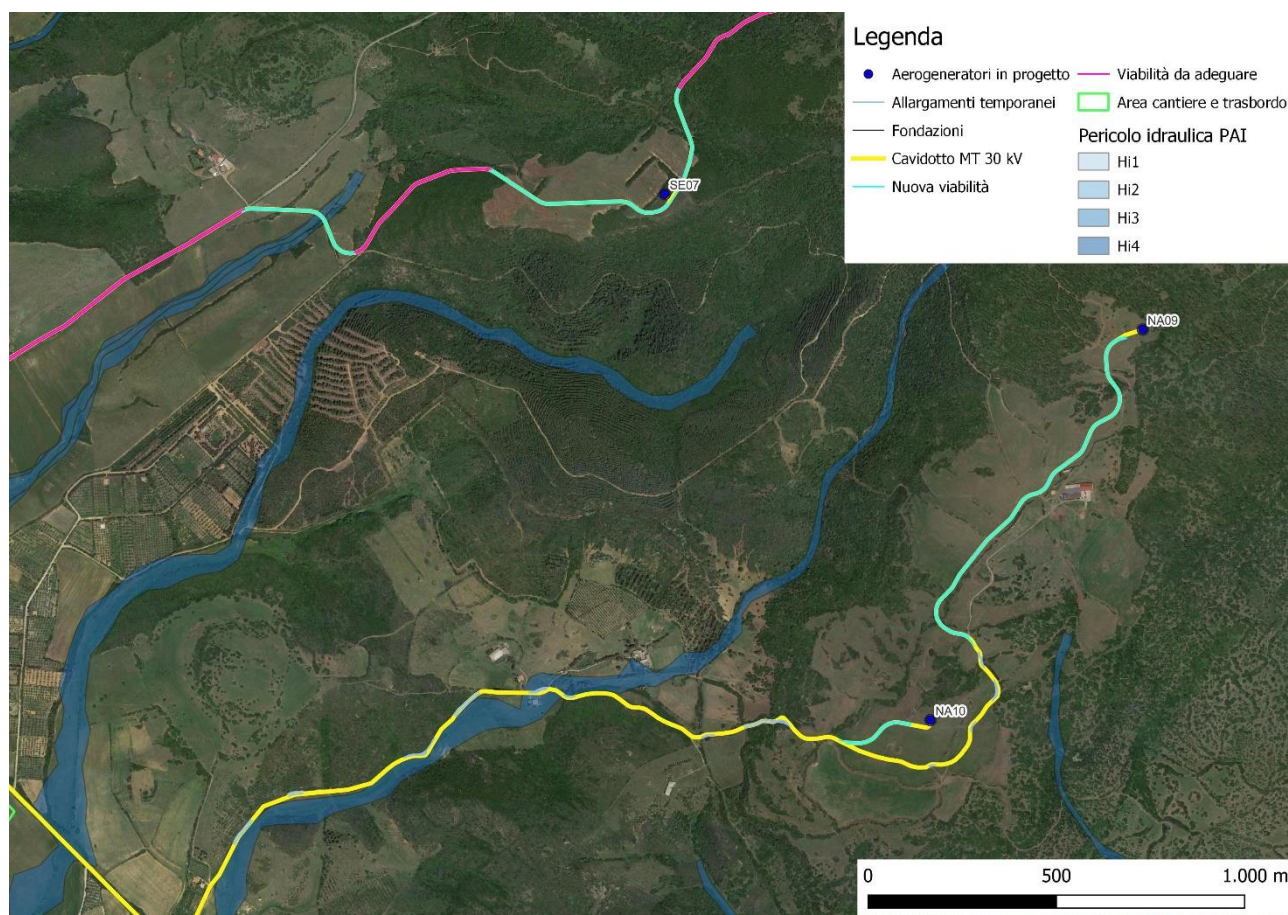 Legenda
Aerogeneratori in progetto
Allargamenti temporanei
Fondazioni
Cavidotto MT 30 kV
Nuova viabilità
Viabilità da adeguare
Area cantiere e trasbordo
Pericolo idraulica PAI
Hi1
Hi2
Hi3
Hi4
SE07
NA09
NA10
0 500 1.000 m